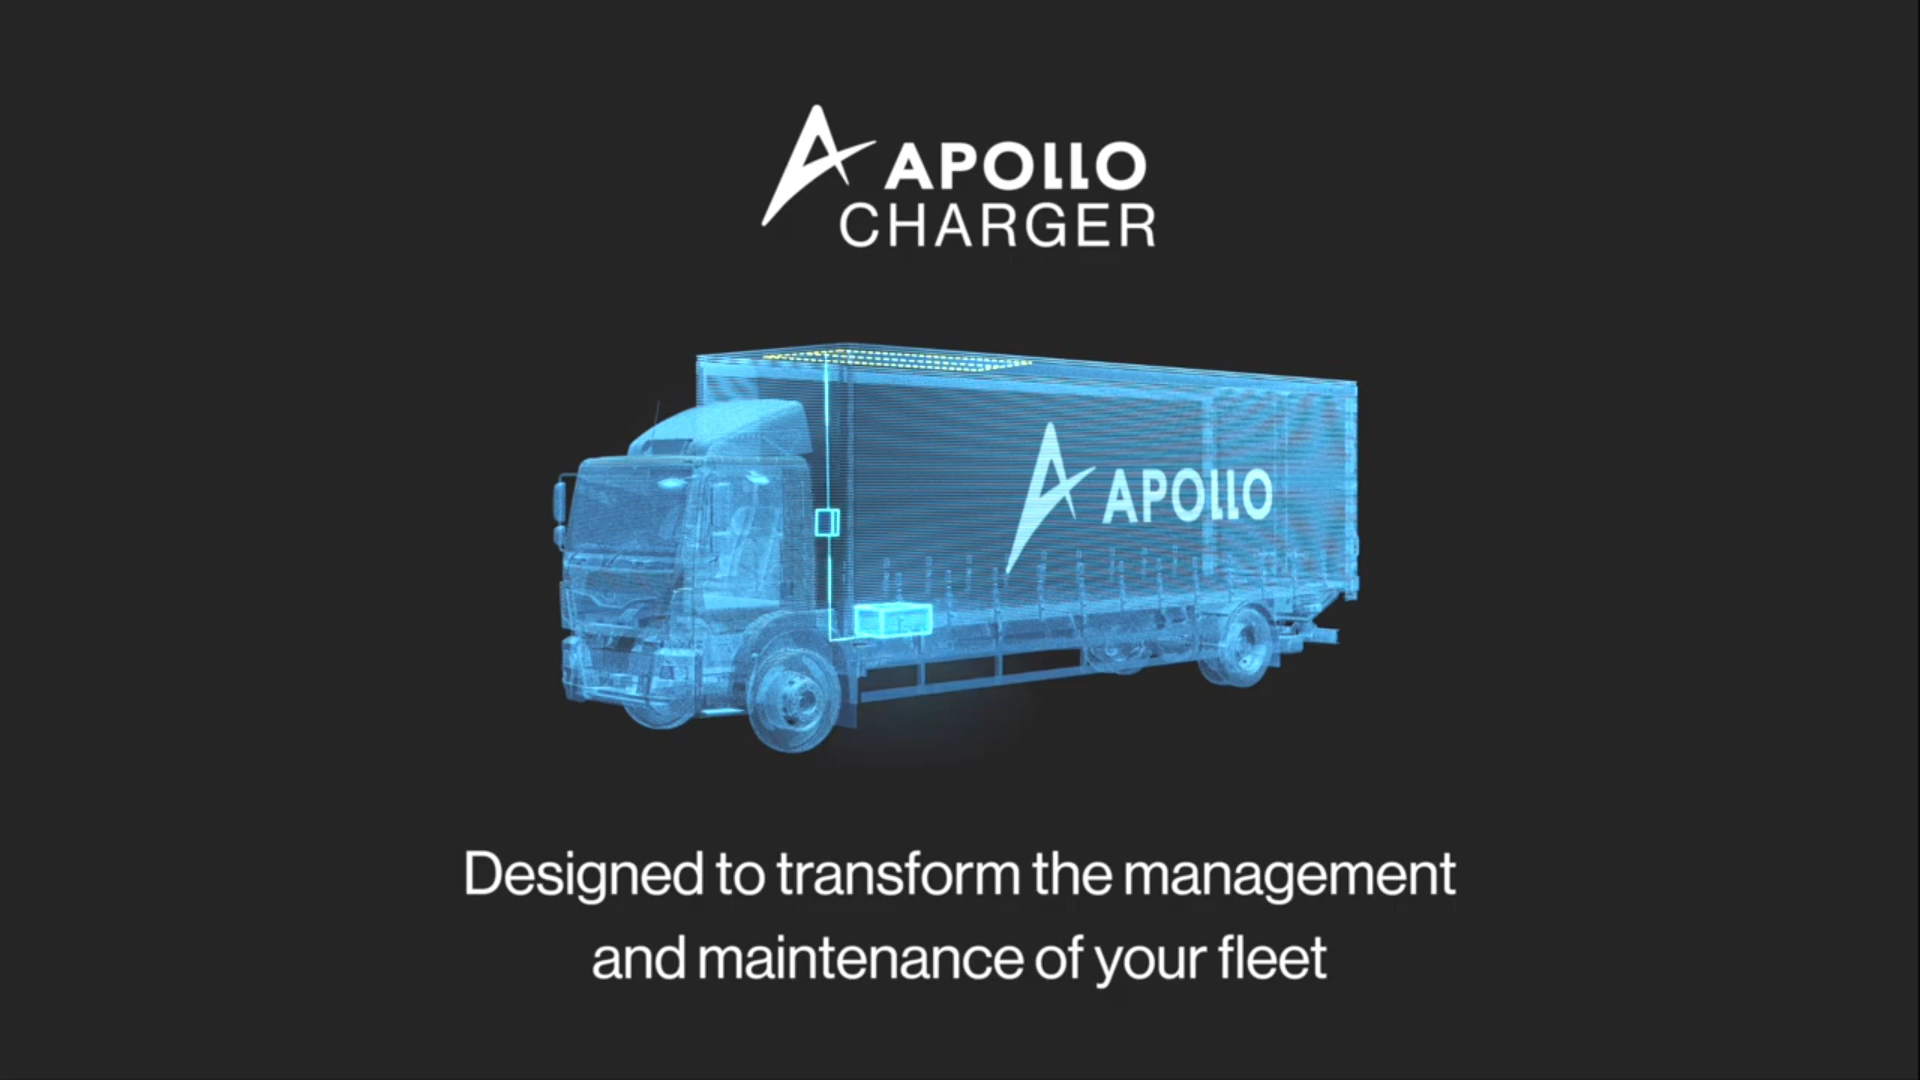 APOLLO
CHARGER
APOLLO
Designed to transform the management
and maintenance of your fleet